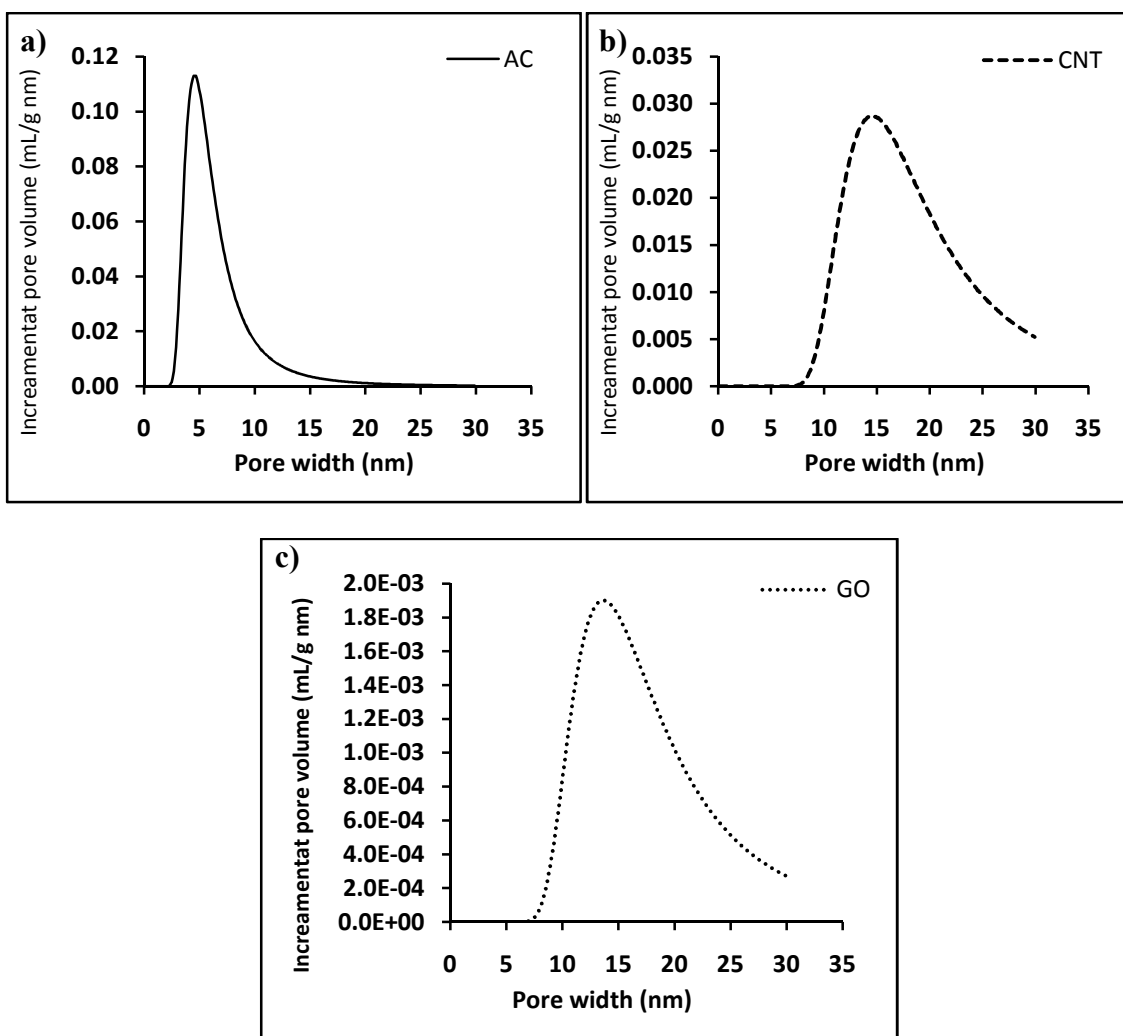 a)
AC
Increamentat pore volume (mL/g nm)
0.12
0.10
0.08
0.06
0.04
0.02
0.00
0 5 10 15 20 25 30 35
Pore width (nm)
b)
CNT
Increamentat pore volume (mL/g nm)
0.035
0.030
0.025
0.020
0.015
0.010
0.005
0.000
0 5 10 15 20 25 30 35
Pore width (nm)
c)
GO
Increamentat pore volume (mL/g nm)
2.0E-03
1.8E-03
1.6E-03
1.4E-03
1.2E-03
1.0E-03
8.0E-04
6.0E-04
4.0E-04
2.0E-04
0.0E+00
0 5 10 15 20 25 30 35
Pore width (nm)